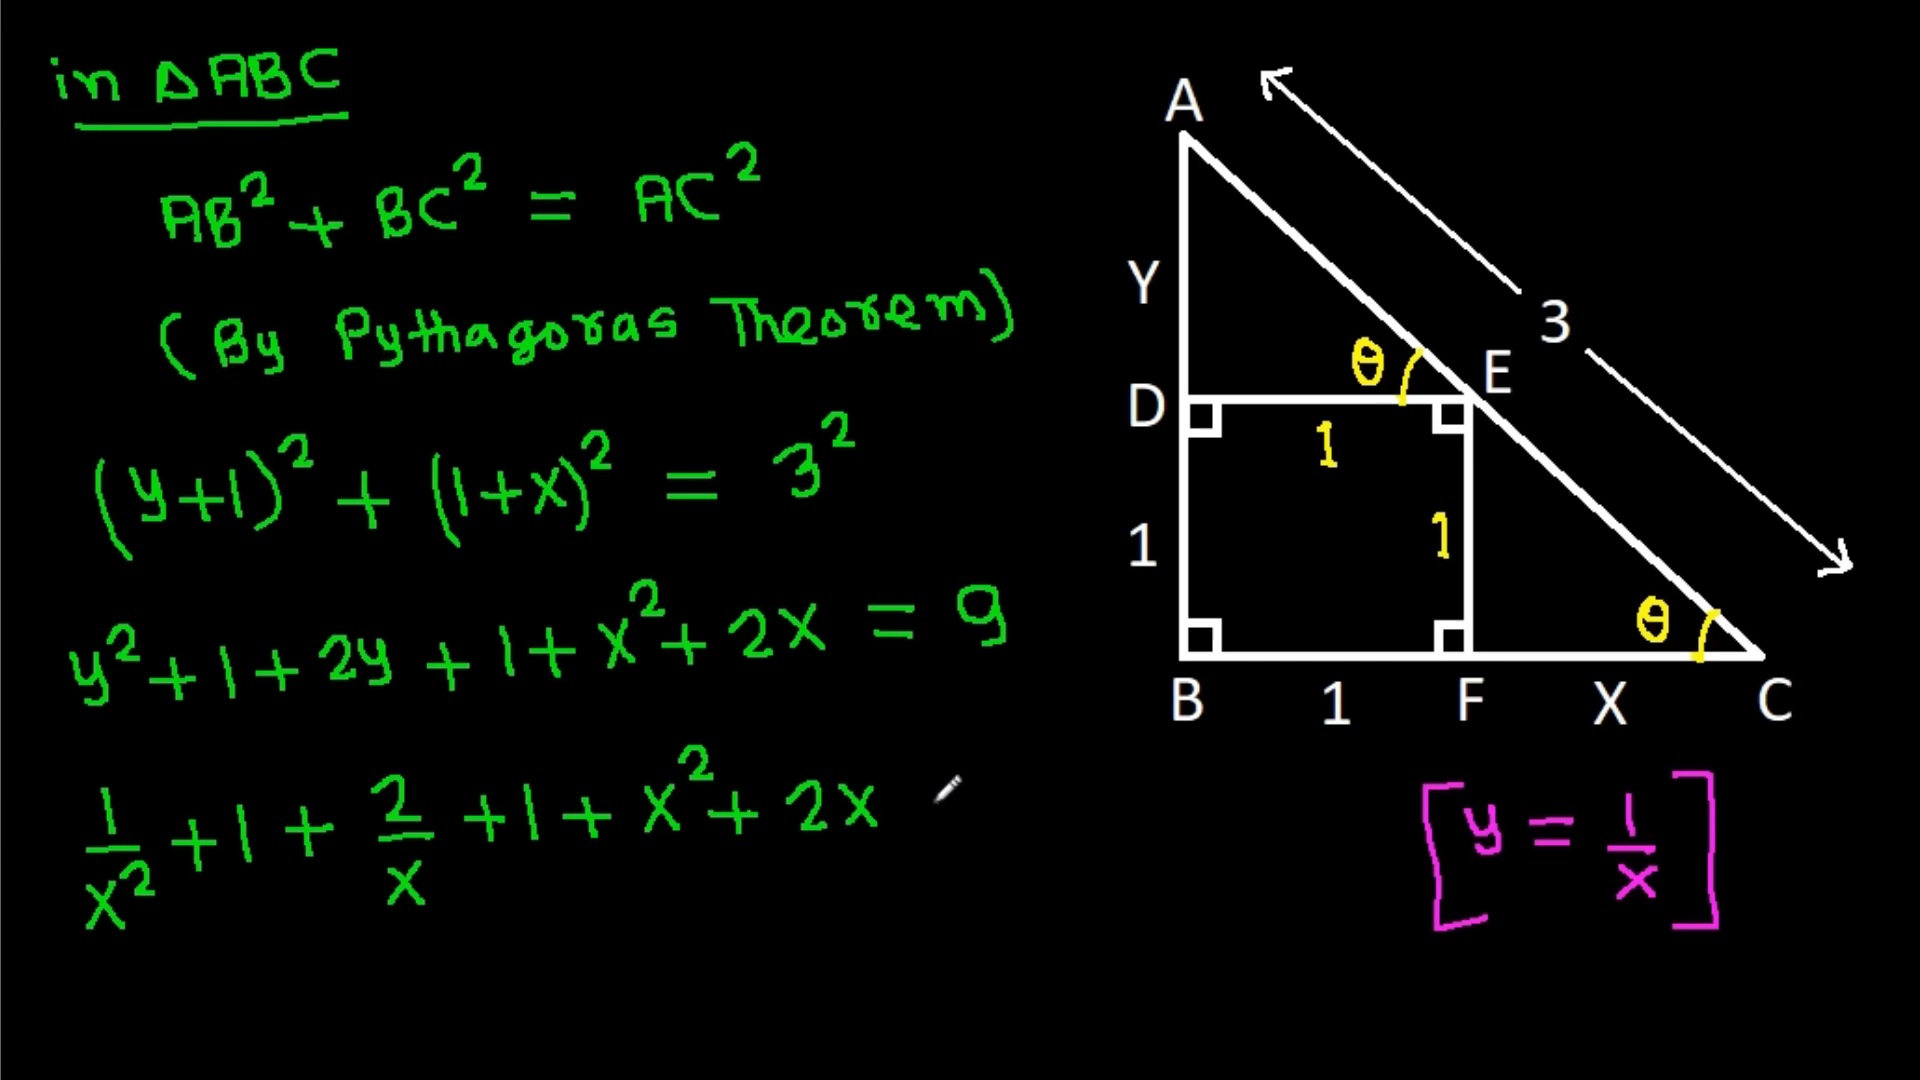 in ΔABC
AB² + BC² = AC²
(By Pythagoras Theorem)
(y+1)² + (1+x)² = 3²
y² + 1 + 2y + 1 + x² + 2x = 9
1/x² + 1 + 2/x + 1 + x² + 2x
A
Y
3
θ
E
D
1
1
1
θ
B
1
F
X
C
[y = 1/x]